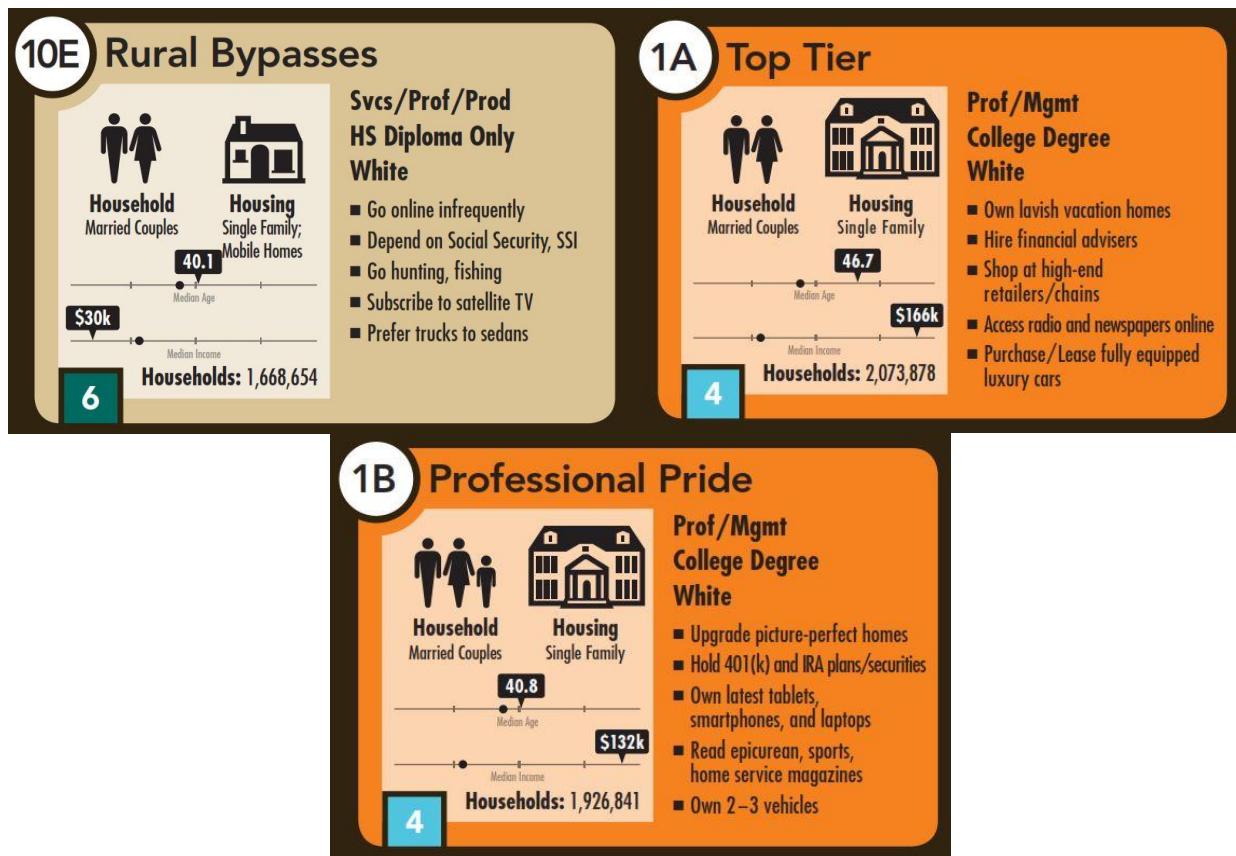 10E Rural Bypasses
Household
Married Couples
Housing
Single Family;
Mobile Homes
40.1
Median Age
$30k
Median Income
Households: 1,668,654
6
Svcs/Prof/Prod
HS Diploma Only
White
■ Go online infrequently
■ Depend on Social Security, SSI
■ Go hunting, fishing
■ Subscribe to satellite TV
■ Prefer trucks to sedans
1A Top Tier
Household
Married Couples
Housing
Single Family
46.7
Median Age
$166k
Median Income
Households: 2,073,878
4
Prof/Mgmt
College Degree
White
■ Own lavish vacation homes
■ Hire financial advisers
■ Shop at high-end
retailers/chains
■ Access radio and newspapers online
■ Purchase/Lease fully equipped
luxury cars
1B Professional Pride
Household
Married Couples
Housing
Single Family
40.8
Median Age
$132k
Median Income
Households: 1,926,841
4
Prof/Mgmt
College Degree
White
■ Upgrade picture-perfect homes
■ Hold 401(k) and IRA plans/securities
■ Own latest tablets,
smartphones, and laptops
■ Read epicurean, sports,
home service magazines
■ Own 2–3 vehicles